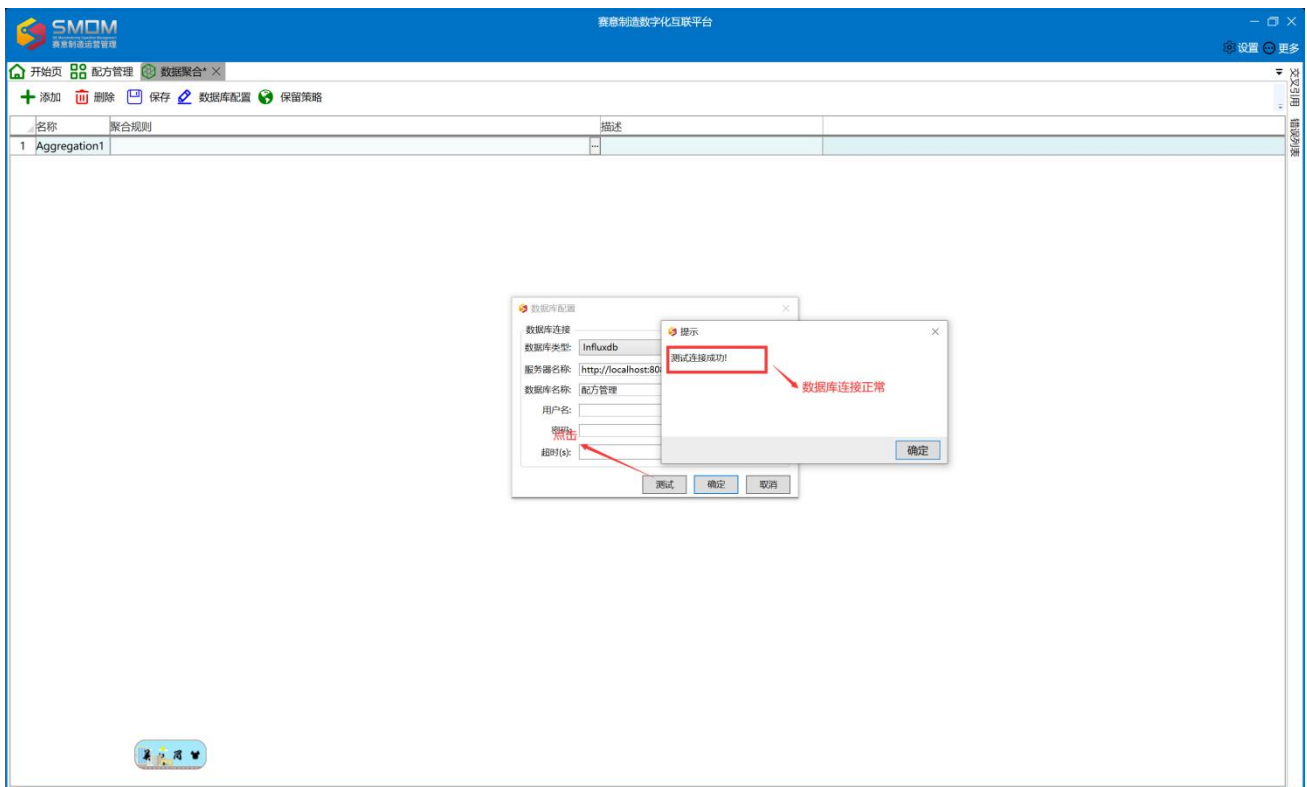 SMOM
赛意制造运营管理
赛意制造数字化互联平台
设置 更多
开始页 配方管理 数据聚合*
添加 删除 保存 数据库配置 保留策略
交叉引用
错误列表
名称 聚合规则 描述
1 Aggregation1 ...
数据库配置
数据库连接
数据库类型: Influxdb
服务器名称: http://localhost:80
数据库名称: 配方管理
用户名:
点击
超时(s):
测试 确定 取消
提示
测试连接成功!
数据库连接正常
确定